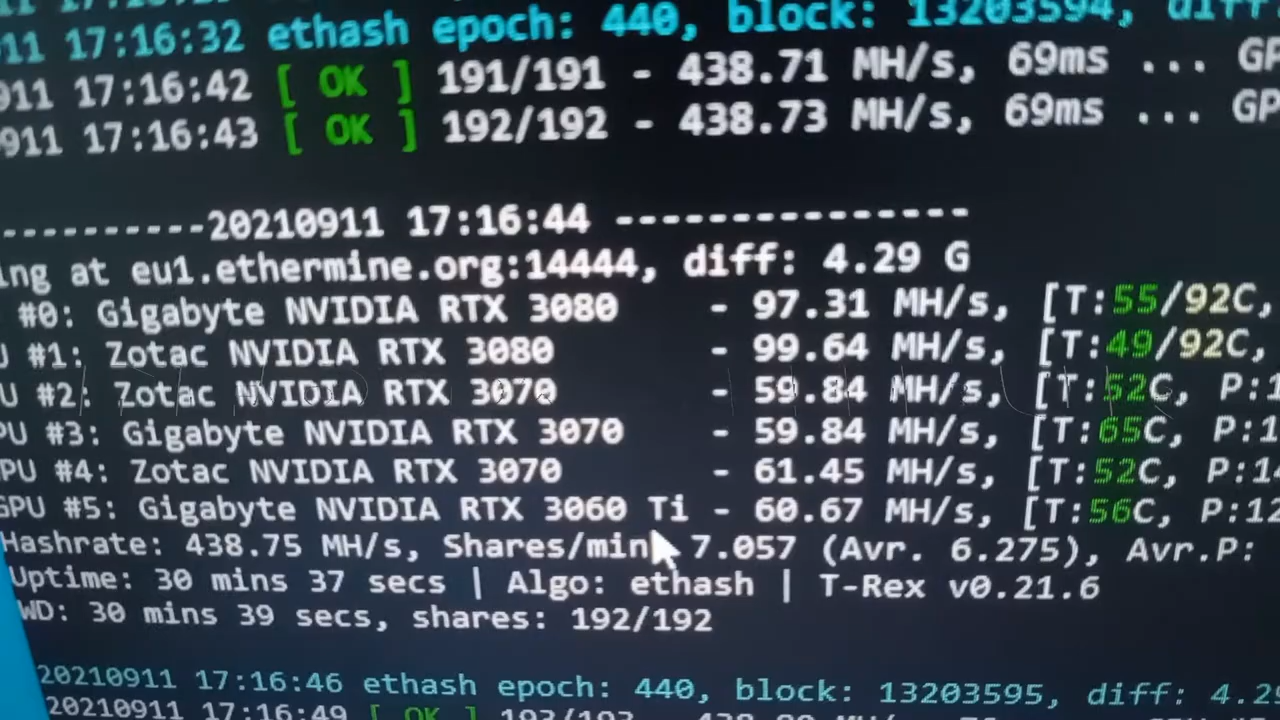 11 17:16:32 ethash epoch: 440, block: 13203594, diff:
911 17:16:42 [ OK ] 191/191 - 438.71 MH/s, 69ms ... GP
911 17:16:43 [ OK ] 192/192 - 438.73 MH/s, 69ms ... GP
----------20210911 17:16:44 ---------------
ing at eu1.ethermine.org:14444, diff: 4.29 G
#0: Gigabyte NVIDIA RTX 3080 - 97.31 MH/s, [T:55/92C,
U #1: Zotac NVIDIA RTX 3080 - 99.64 MH/s, [T:49/92C,
U #2: Zotac NVIDIA RTX 3070 - 59.84 MH/s, [T:52C, P:1
PU #3: Gigabyte NVIDIA RTX 3070 - 59.84 MH/s, [T:65C, P:1
PU #4: Zotac NVIDIA RTX 3070 - 61.45 MH/s, [T:52C, P:14
GPU #5: Gigabyte NVIDIA RTX 3060 Ti - 60.67 MH/s, [T:56C, P:12
Hashrate: 438.75 MH/s, Shares/min: 7.057 (Avr. 6.275), Avr.P:
Uptime: 30 mins 37 secs | Algo: ethash | T-Rex v0.21.6
WD: 30 mins 39 secs, shares: 192/192
20210911 17:16:46 ethash epoch: 440, block: 13203595, diff: 4.29
20210911 17:16:49 [ OK ] 193/193